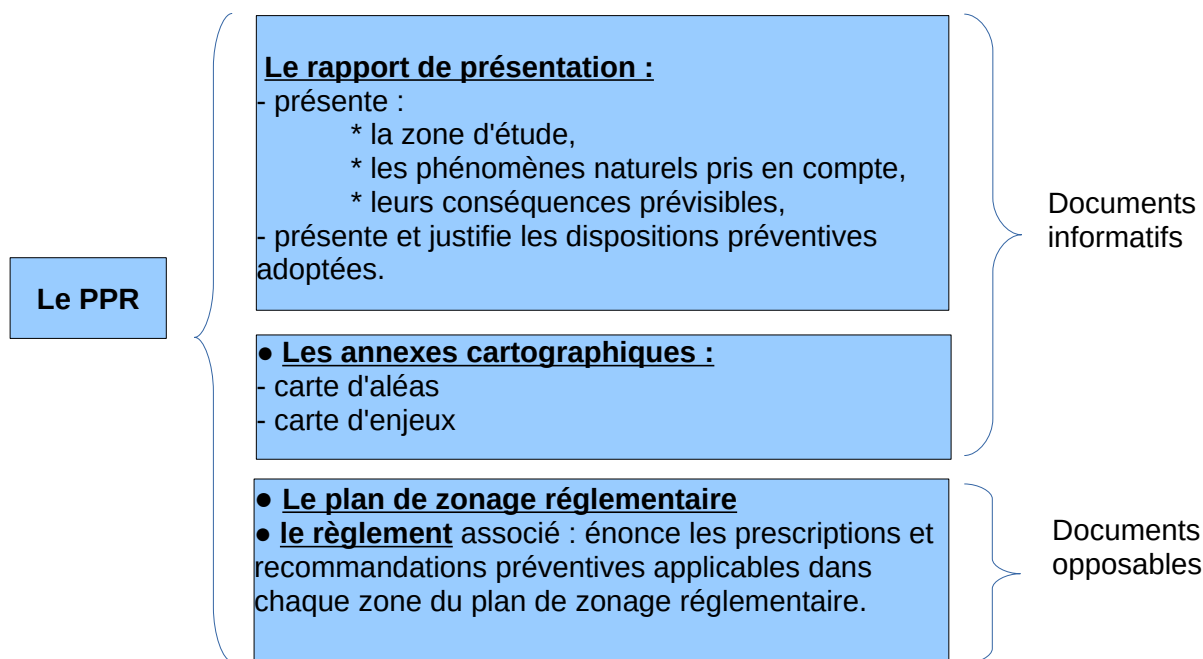 Le PPR
Le rapport de présentation :
- présente :
* la zone d'étude,
* les phénomènes naturels pris en compte,
* leurs conséquences prévisibles,
- présente et justifie les dispositions préventives
adoptées.
● Les annexes cartographiques :
- carte d'aléas
- carte d'enjeux
Documents
informatifs
● Le plan de zonage réglementaire
● le règlement associé : énonce les prescriptions et
recommandations préventives applicables dans
chaque zone du plan de zonage réglementaire.
Documents
opposables